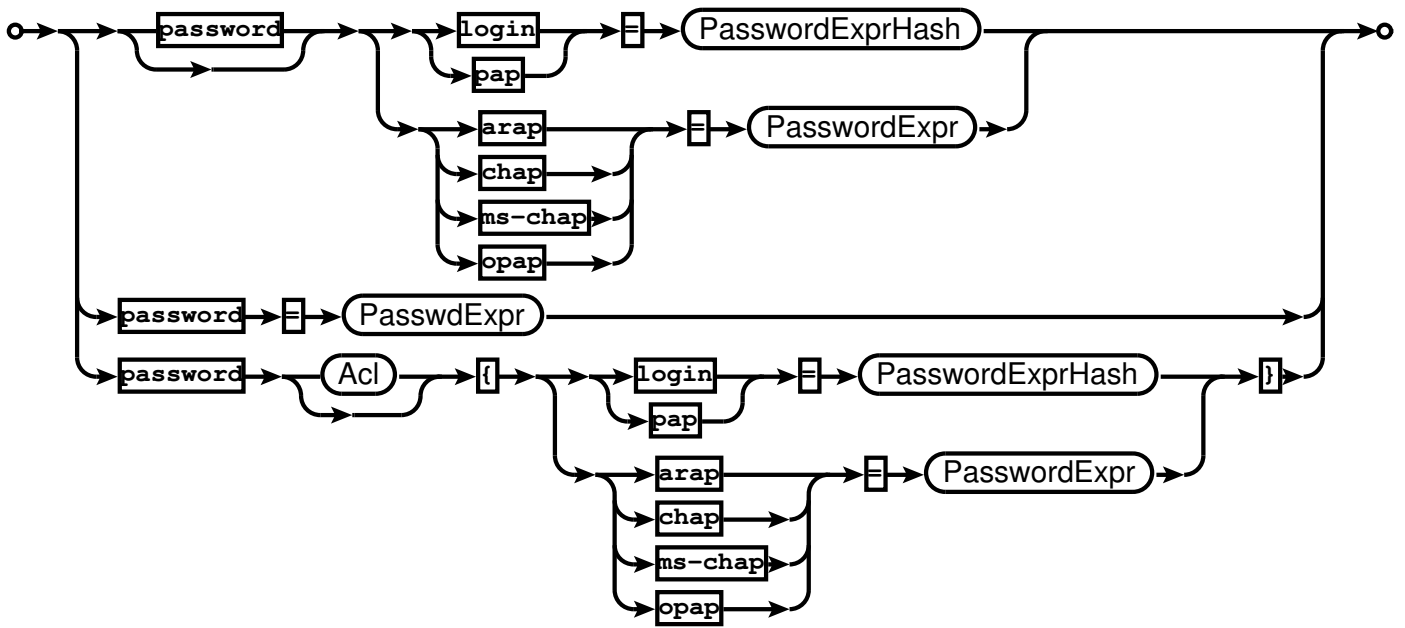 password login = PasswordExprHash
pap
arap = PasswordExpr
chap
ms-chap
opap
password = PasswdExpr
password Acl { login = PasswordExprHash }
pap
arap = PasswordExpr
chap
ms-chap
opap